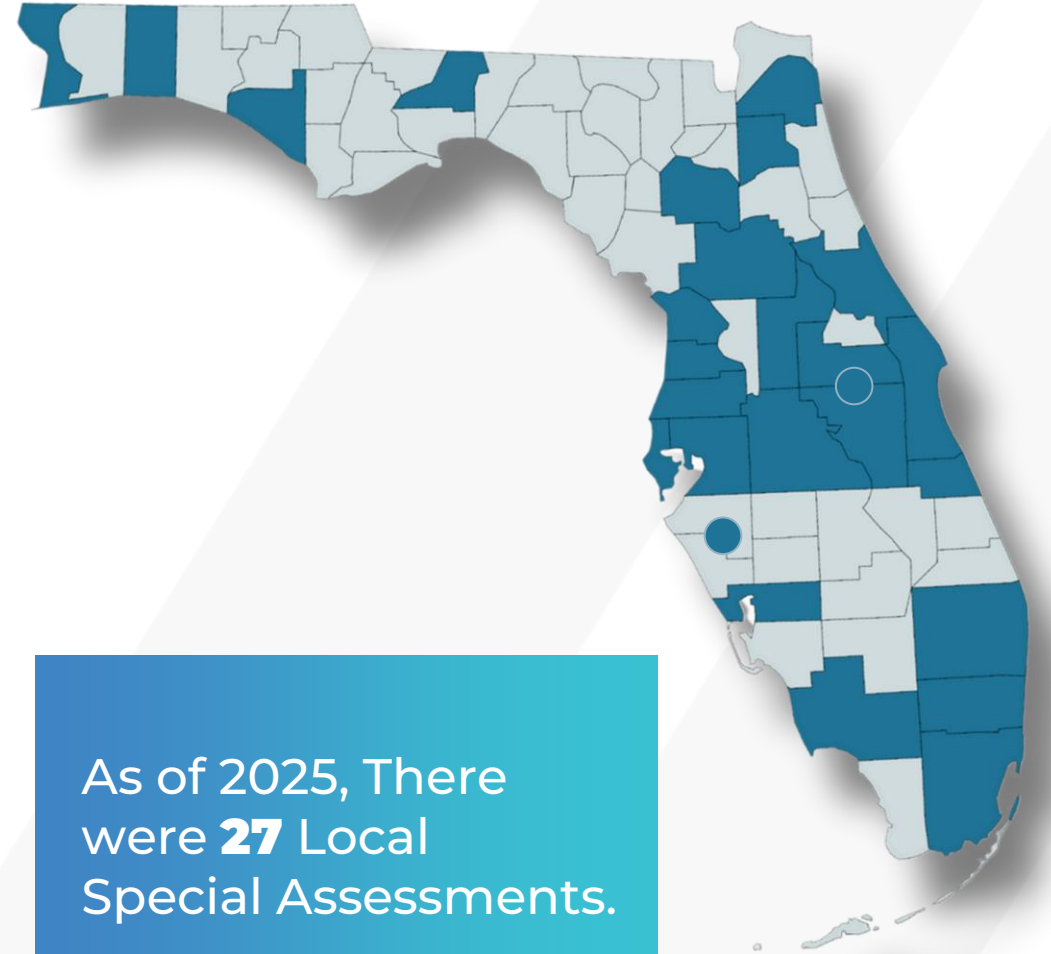 As of 2025, There
were 27 Local
Special Assessments.